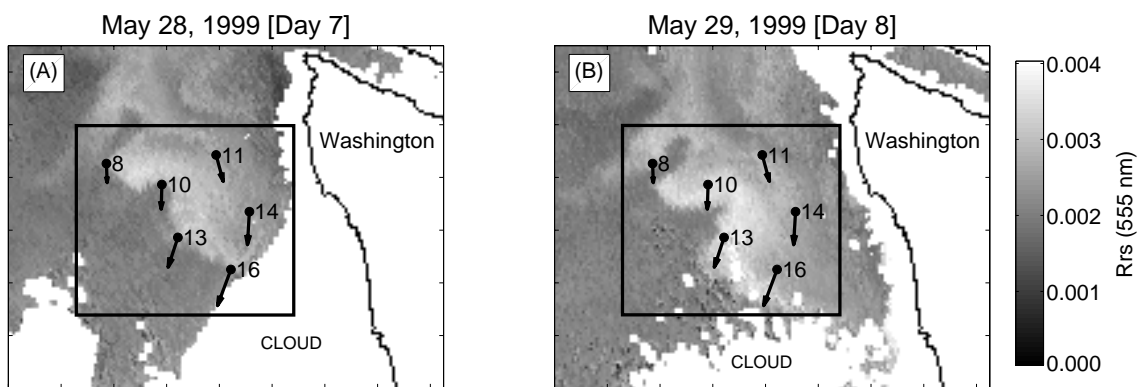 May 28, 1999 [Day 7]
May 29, 1999 [Day 8]
(A)
Washington
8
11
10
14
13
16
CLOUD
(B)
Washington
8
11
10
14
13
16
CLOUD
0.004
0.003
0.002
0.001
0.000
Rrs (555 nm)